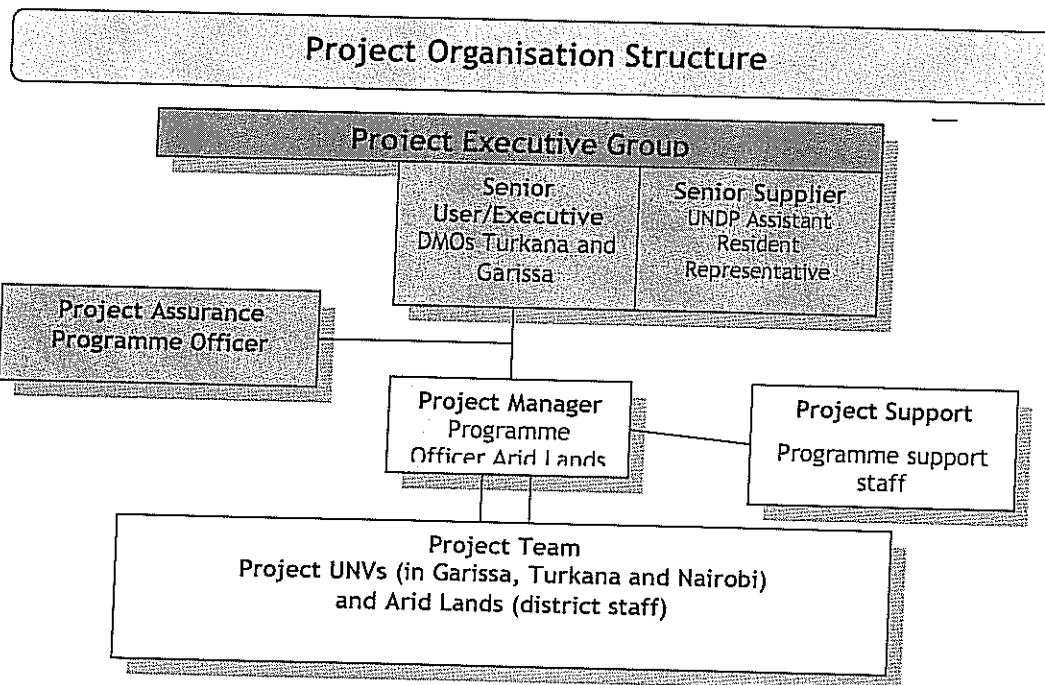 Project Organisation Structure
Project Executive Group
Senior
User/Executive
DMOs Turkana and
Garissa
Senior Supplier
UNDP Assistant
Resident
Representative
Project Assurance
Programme Officer
Project Manager
Programme
Officer Arid Lands
Project Support
Programme support
staff
Project Team
Project UNVs (in Garissa, Turkana and Nairobi)
and Arid Lands (district staff)